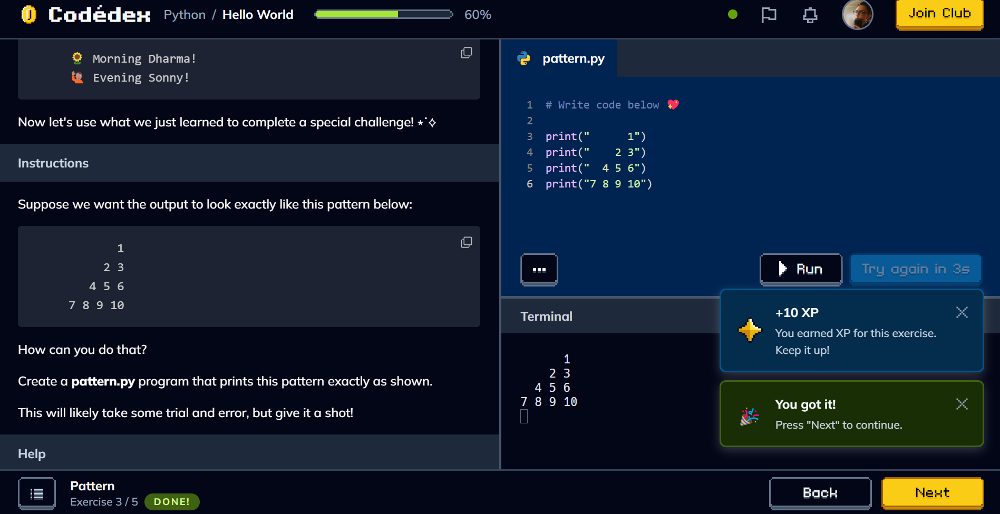 Codédex Python / Hello World 60% Join Club
🌻 Morning Dharma!
🙋🏽 Evening Sonny!
Now let's use what we just learned to complete a special challenge! ⋆˙✧
Instructions
Suppose we want the output to look exactly like this pattern below:
      1
    2 3
  4 5 6
7 8 9 10
How can you do that?
Create a pattern.py program that prints this pattern exactly as shown.
This will likely take some trial and error, but give it a shot!
Help
pattern.py
1 # Write code below 💖
2
3 print("      1")
4 print("    2 3")
5 print("  4 5 6")
6 print("7 8 9 10")
Run Try again in 3s
Terminal
      1
    2 3
  4 5 6
7 8 9 10
+10 XP
You earned XP for this exercise.
Keep it up!
You got it!
Press "Next" to continue.
Pattern
Exercise 3 / 5 DONE!
Back Next